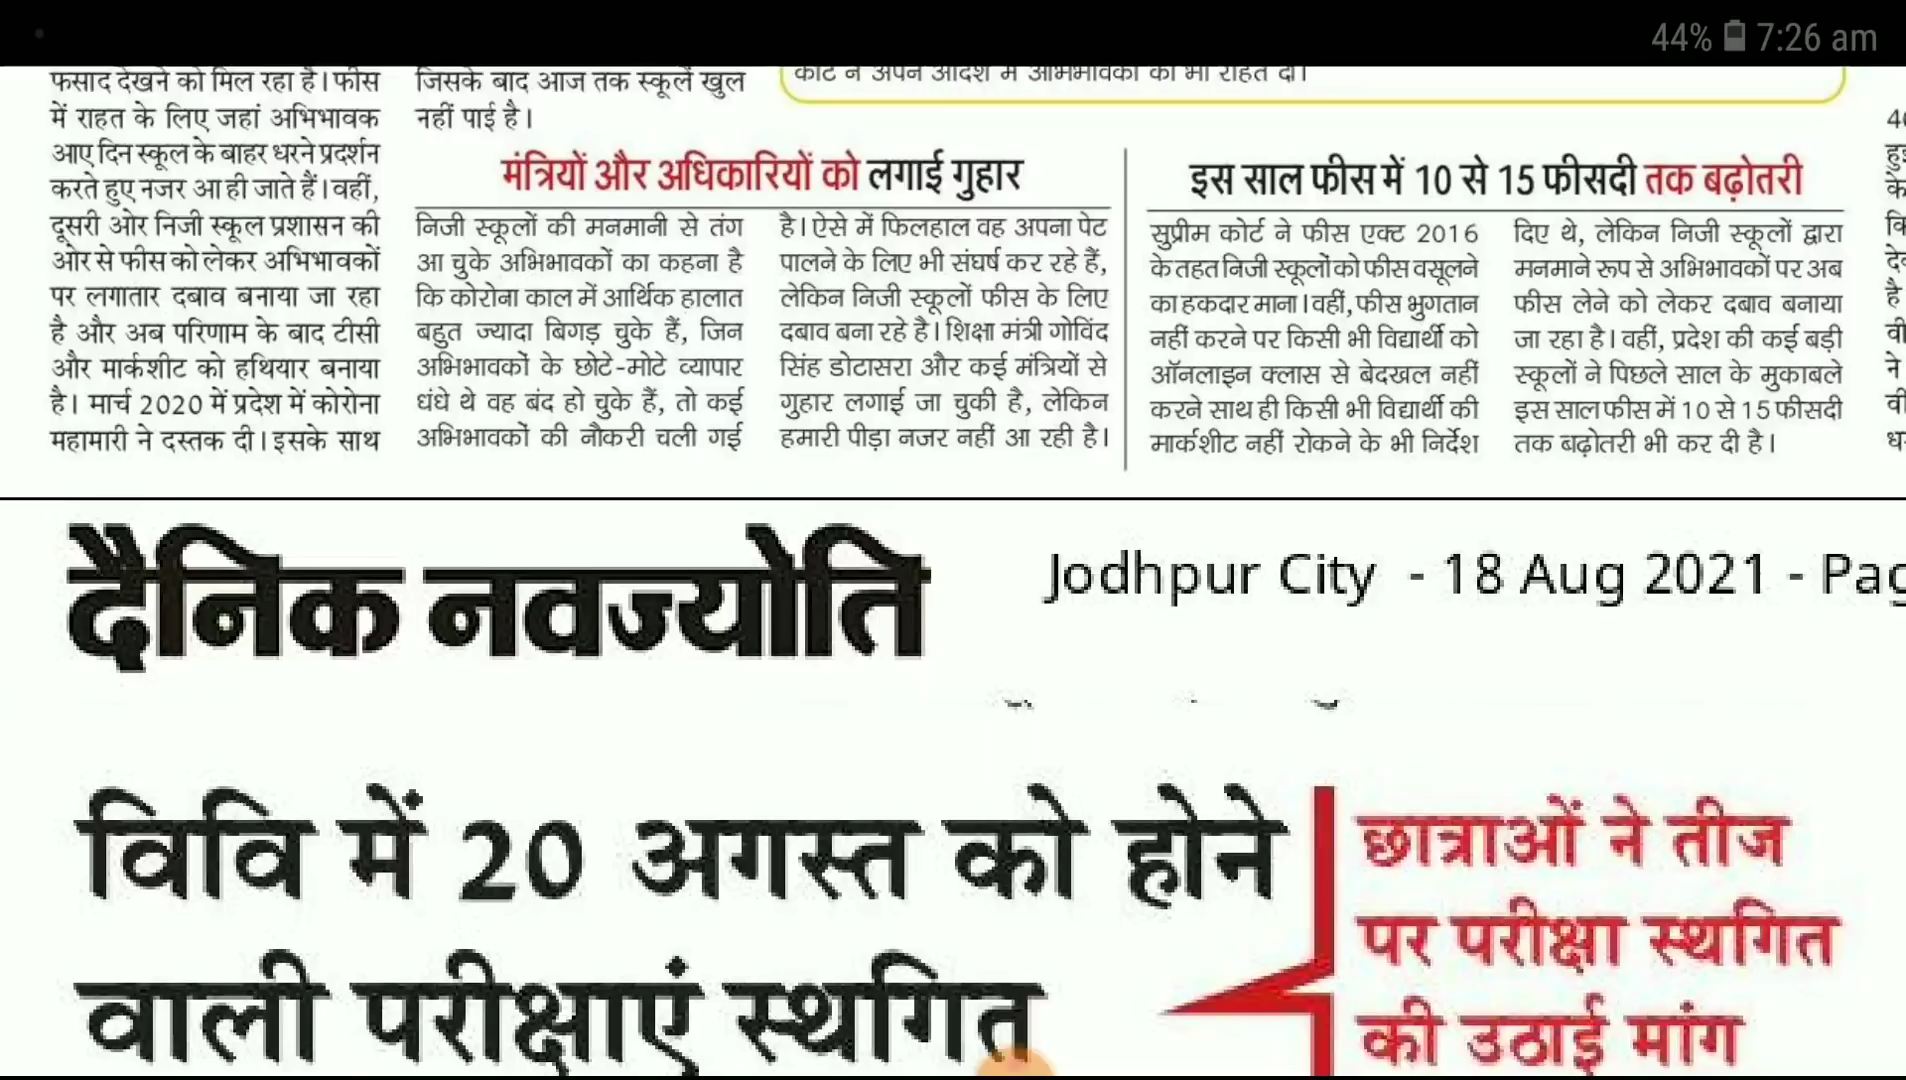 44% 7:26 am
फसाद देखने को मिल रहा है। फीस
में राहत के लिए जहां अभिभावक
आए दिन स्कूल के बाहर धरने प्रदर्शन
करते हुए नजर आ ही जाते हैं। वहीं,
दूसरी ओर निजी स्कूल प्रशासन की
ओर से फीस को लेकर अभिभावकों
पर लगातार दबाव बनाया जा रहा
है और अब परिणाम के बाद टीसी
और मार्कशीट को हथियार बनाया
है। मार्च 2020 में प्रदेश में कोरोना
महामारी ने दस्तक दी। इसके साथ
जिसके बाद आज तक स्कूलें खुल
नहीं पाई है।
कोर्ट ने अपने आदेश में अभिभावकों को भी राहत दी।
मंत्रियों और अधिकारियों को लगाई गुहार
निजी स्कूलों की मनमानी से तंग
आ चुके अभिभावकों का कहना है
कि कोरोना काल में आर्थिक हालात
बहुत ज्यादा बिगड़ चुके हैं, जिन
अभिभावकों के छोटे-मोटे व्यापार
धंधे थे वह बंद हो चुके हैं, तो कई
अभिभावकों की नौकरी चली गई
है। ऐसे में फिलहाल वह अपना पेट
पालने के लिए भी संघर्ष कर रहे हैं,
लेकिन निजी स्कूलों फीस के लिए
दबाव बना रहे है। शिक्षा मंत्री गोविंद
सिंह डोटासरा और कई मंत्रियों से
गुहार लगाई जा चुकी है, लेकिन
हमारी पीड़ा नजर नहीं आ रही है।
इस साल फीस में 10 से 15 फीसदी तक बढ़ोतरी
सुप्रीम कोर्ट ने फीस एक्ट 2016
के तहत निजी स्कूलों को फीस वसूलने
का हकदार माना। वहीं, फीस भुगतान
नहीं करने पर किसी भी विद्यार्थी को
ऑनलाइन क्लास से बेदखल नहीं
करने साथ ही किसी भी विद्यार्थी की
मार्कशीट नहीं रोकने के भी निर्देश
दिए थे, लेकिन निजी स्कूलों द्वारा
मनमाने रूप से अभिभावकों पर अब
फीस लेने को लेकर दबाव बनाया
जा रहा है। वहीं, प्रदेश की कई बड़ी
स्कूलों ने पिछले साल के मुकाबले
इस साल फीस में 10 से 15 फीसदी
तक बढ़ोतरी भी कर दी है।
दैनिक नवज्योति
Jodhpur City - 18 Aug 2021 - Pag
विवि में 20 अगस्त को होने
वाली परीक्षाएं स्थगित
छात्राओं ने तीज
पर परीक्षा स्थगित
की उठाई मांग